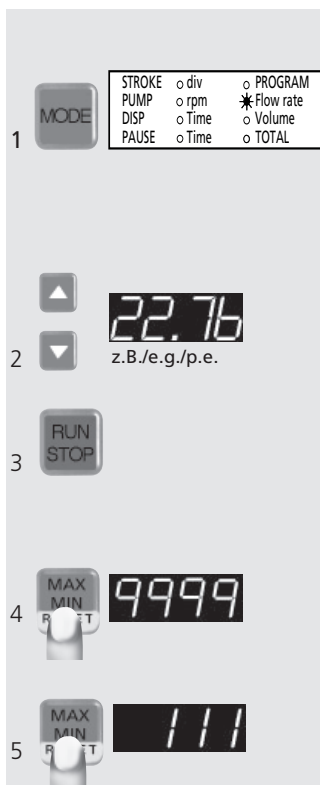 1
MODE
STROKE div PROGRAM
PUMP rpm Flow rate
DISP Time Volume
PAUSE Time TOTAL
2
22.76
z.B./e.g./p.e.
3
RUN
STOP
4
MAX
MIN
9999
5
MAX
MIN
111